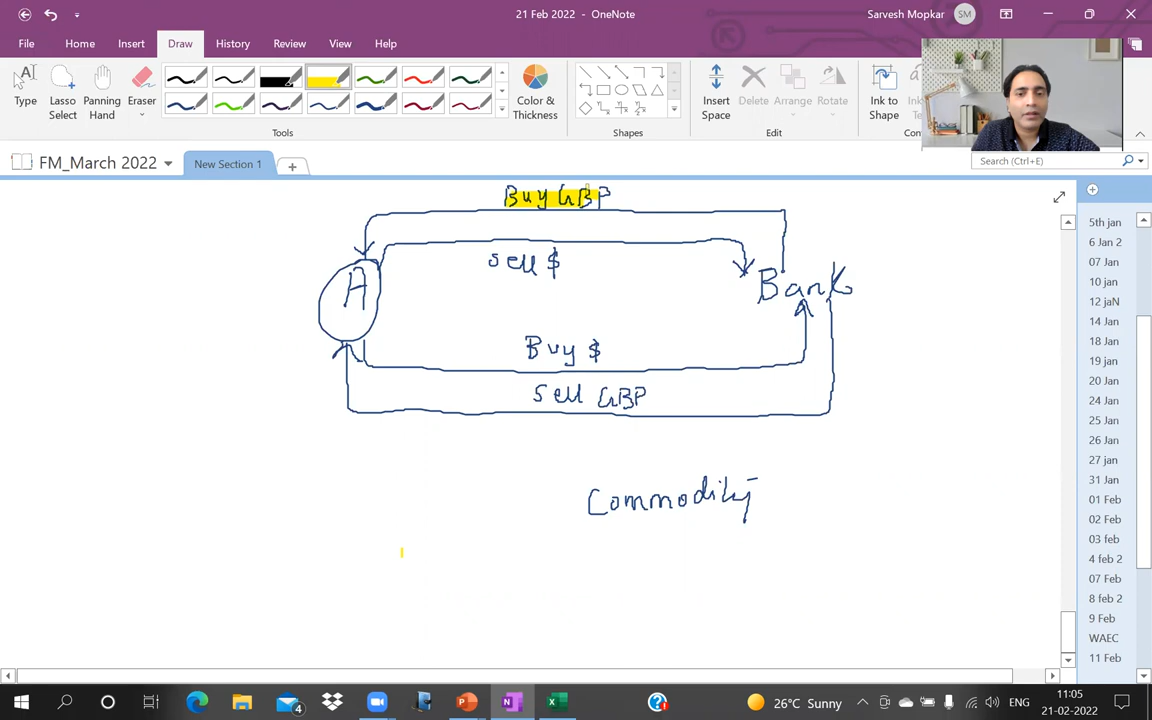 21 Feb 2022 - OneNote
Sarvesh Mopkar SM
File Home Insert Draw History Review View Help
Type Lasso Select Panning Hand Eraser Color & Thickness Insert Space Delete Arrange Rotate Ink to Shape
Tools Shapes Edit
Search (Ctrl+E)
FM_March 2022 New Section 1
Buy GBP
sell $
A
Bank
Buy $
Sell GBP
Commodity
5th jan
6 Jan 2
07 Jan
10 jan
12 jaN
14 Jan
18 Jan
19 jan
20 Jan
24 Jan
25 Jan
26 Jan
27 jan
31 Jan
01 Feb
02 Feb
03 feb
4 feb 2
07 Feb
8 feb 2
9 Feb
WAEC
11 Feb
4 26°C Sunny ENG 11:05
21-02-2022